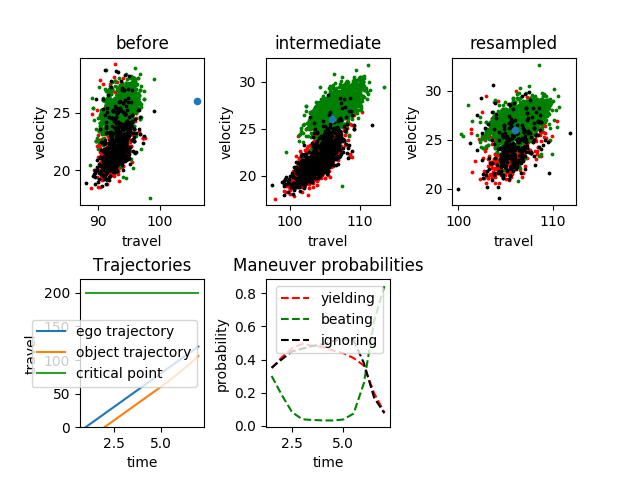 before
intermediate
resampled
velocity
25
20
90
100
travel
velocity
30
25
20
100
110
travel
velocity
30
25
20
100
110
travel
Trajectories
Maneuver probabilities
travel
200
150
100
50
0
ego trajectory
object trajectory
critical point
2.5
5.0
time
probability
0.8
0.6
0.4
0.2
0.0
yielding
beating
ignoring
2.5
5.0
time